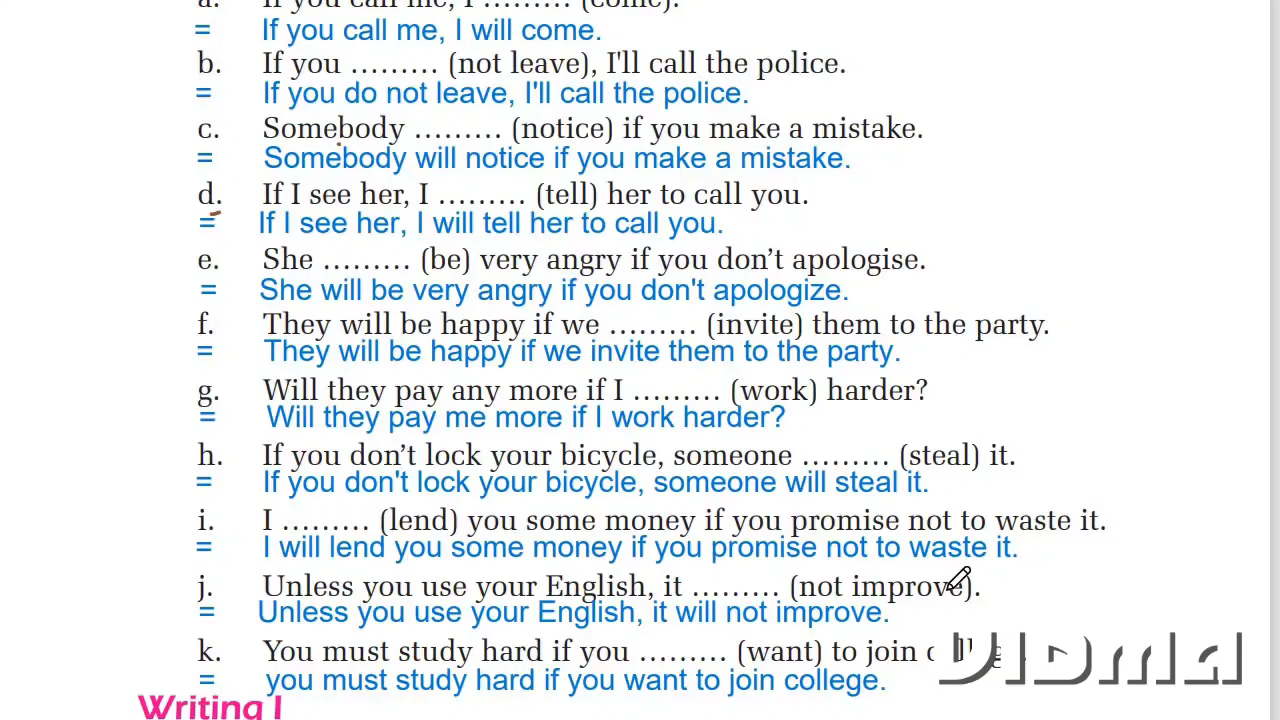 a. If you call me, I ……… (come).
= If you call me, I will come.
b. If you ……… (not leave), I'll call the police.
= If you do not leave, I'll call the police.
c. Somebody ……… (notice) if you make a mistake.
= Somebody will notice if you make a mistake.
d. If I see her, I ……… (tell) her to call you.
= If I see her, I will tell her to call you.
e. She ……… (be) very angry if you don’t apologise.
= She will be very angry if you don't apologize.
f. They will be happy if we ……… (invite) them to the party.
= They will be happy if we invite them to the party.
g. Will they pay any more if I ……… (work) harder?
= Will they pay me more if I work harder?
h. If you don’t lock your bicycle, someone ……… (steal) it.
= If you don't lock your bicycle, someone will steal it.
i. I ……… (lend) you some money if you promise not to waste it.
= I will lend you some money if you promise not to waste it.
j. Unless you use your English, it ……… (not improve).
= Unless you use your English, it will not improve.
k. You must study hard if you ……… (want) to join
= you must study hard if you want to join college.
Writing I